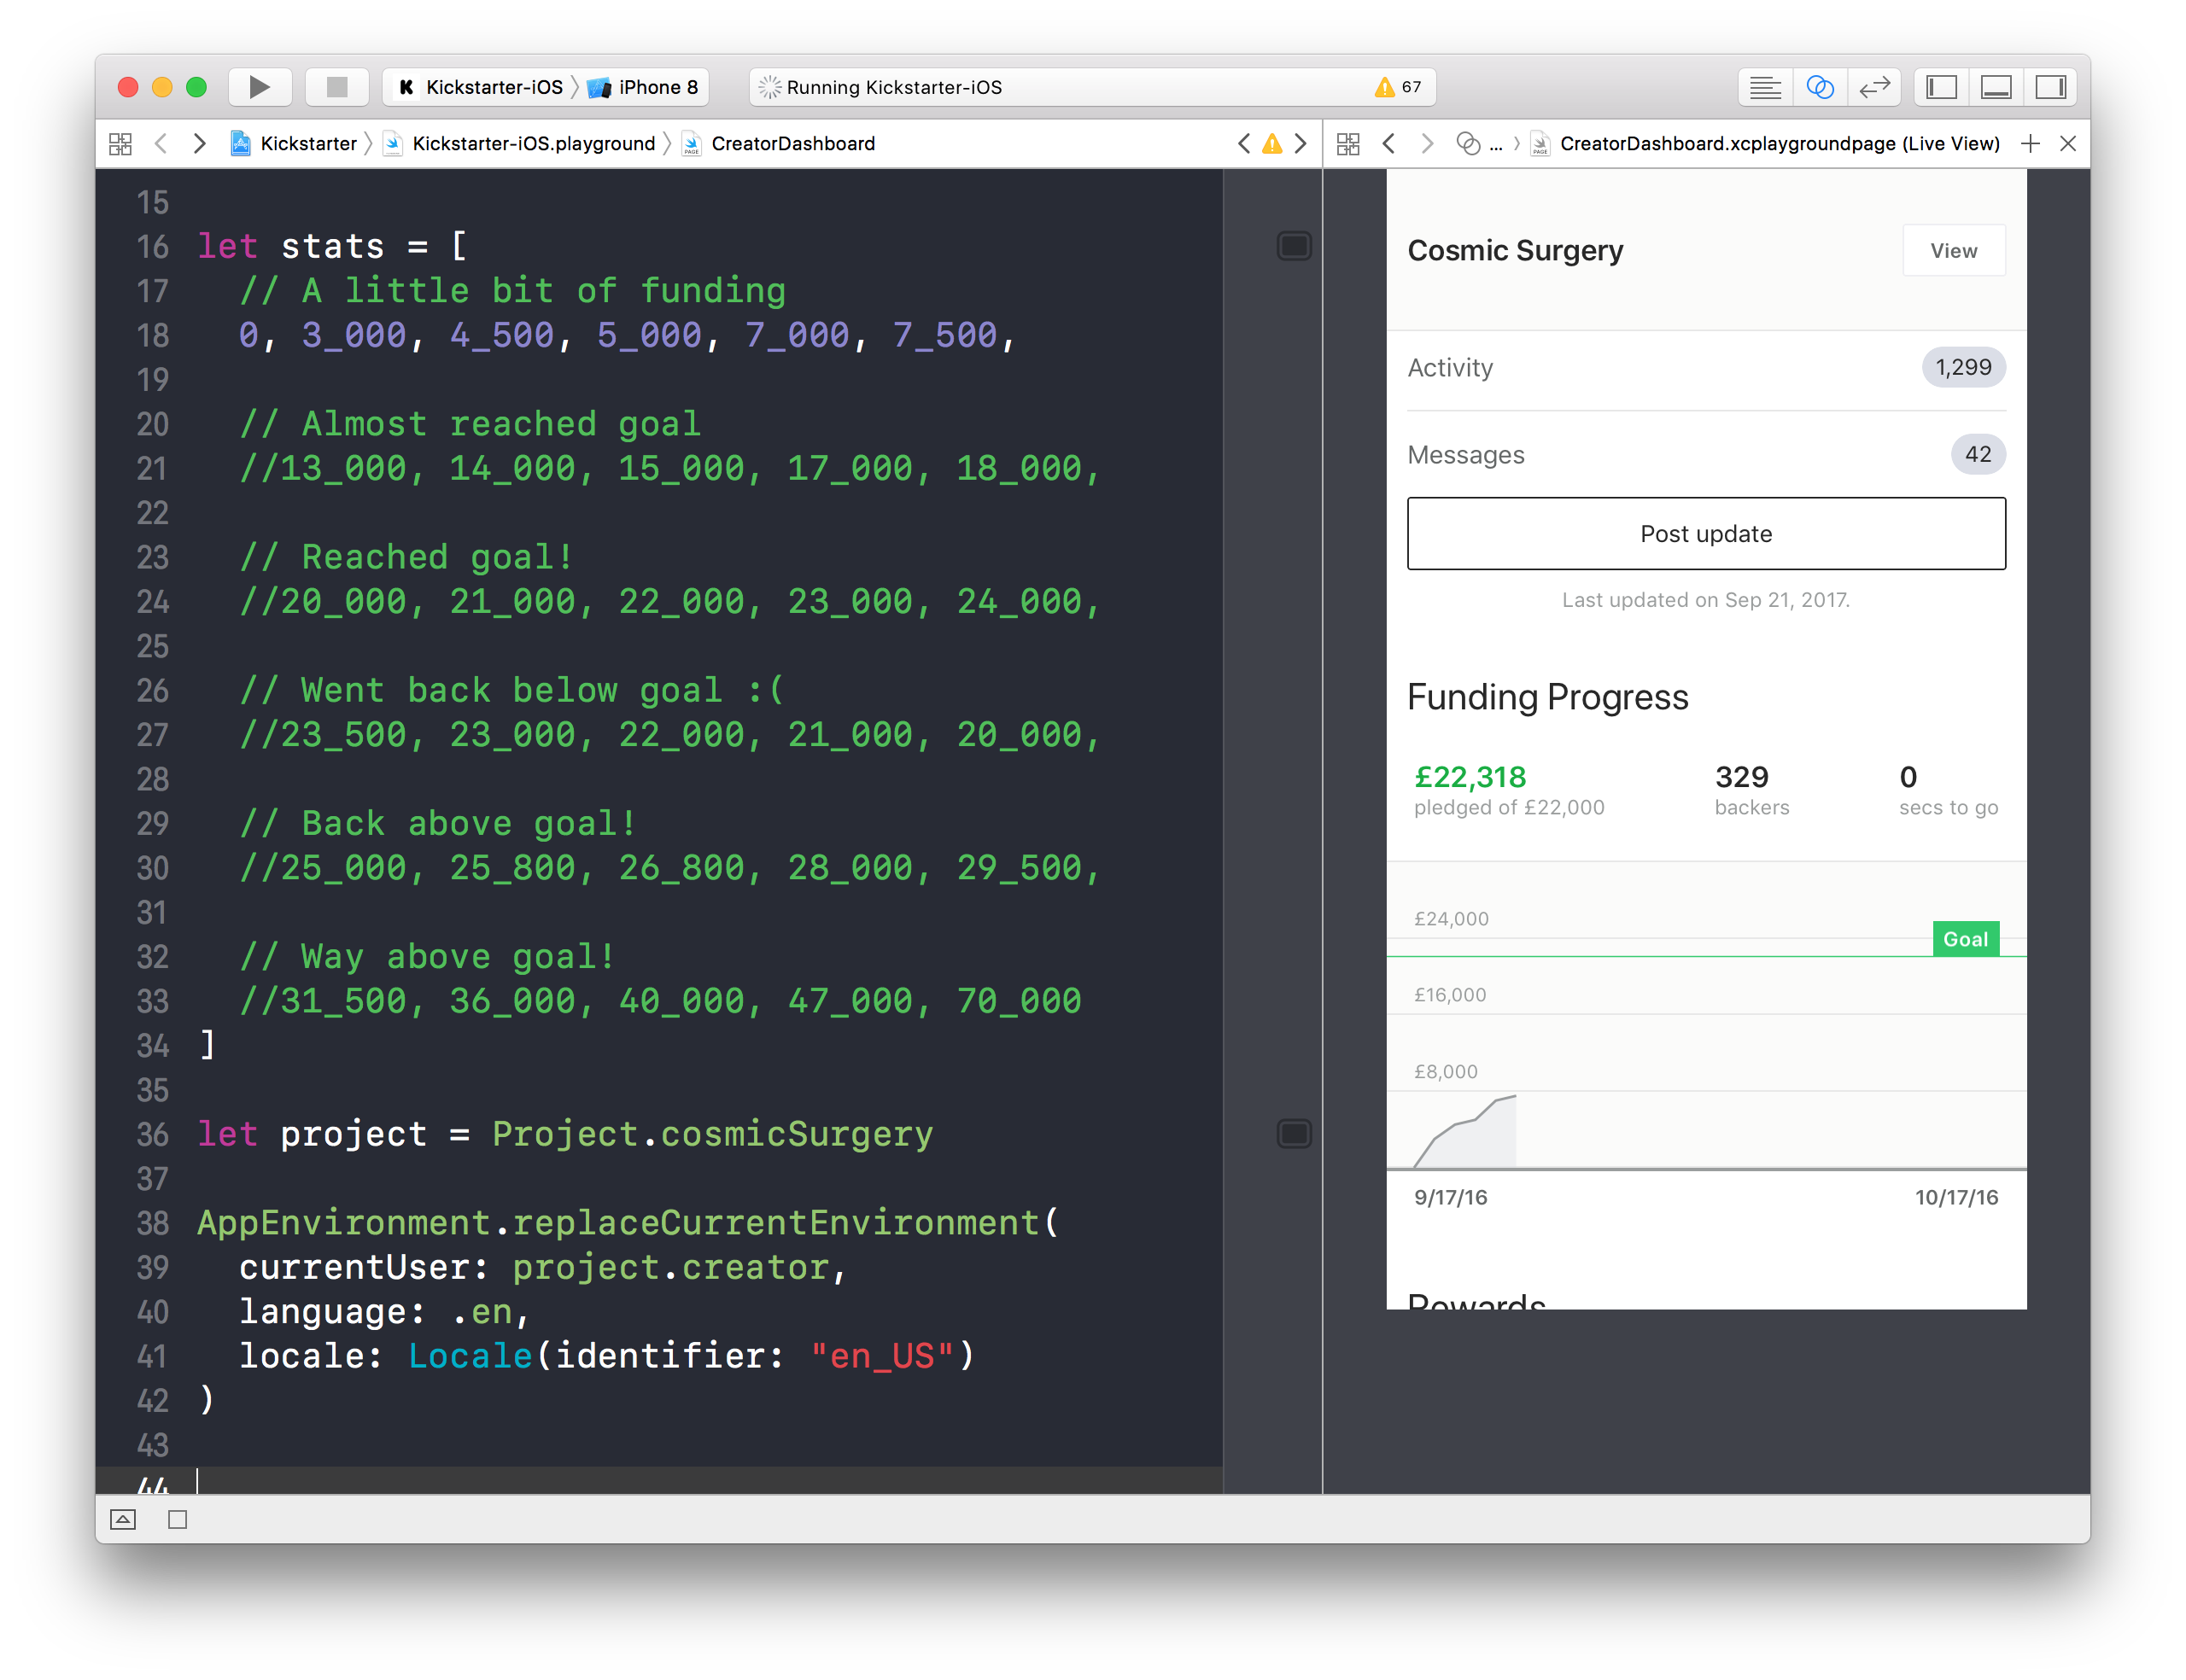 K Kickstarter-iOS iPhone 8
Running Kickstarter-iOS
67
Kickstarter Kickstarter-iOS.playground CreatorDashboard
... CreatorDashboard.xcplaygroundpage (Live View)
15
16 let stats = [
17 // A little bit of funding
18 0, 3_000, 4_500, 5_000, 7_000, 7_500,
19
20 // Almost reached goal
21 //13_000, 14_000, 15_000, 17_000, 18_000,
22
23 // Reached goal!
24 //20_000, 21_000, 22_000, 23_000, 24_000,
25
26 // Went back below goal :(
27 //23_500, 23_000, 22_000, 21_000, 20_000,
28
29 // Back above goal!
30 //25_000, 25_800, 26_800, 28_000, 29_500,
31
32 // Way above goal!
33 //31_500, 36_000, 40_000, 47_000, 70_000
34 ]
35
36 let project = Project.cosmicSurgery
37
38 AppEnvironment.replaceCurrentEnvironment(
39 currentUser: project.creator,
40 language: .en,
41 locale: Locale(identifier: "en_US")
42 )
43
44
Cosmic Surgery View
Activity 1,299
Messages 42
Post update
Last updated on Sep 21, 2017.
Funding Progress
£22,318 329 0
pledged of £22,000 backers secs to go
£24,000
Goal
£16,000
£8,000
9/17/16 10/17/16
Rewards